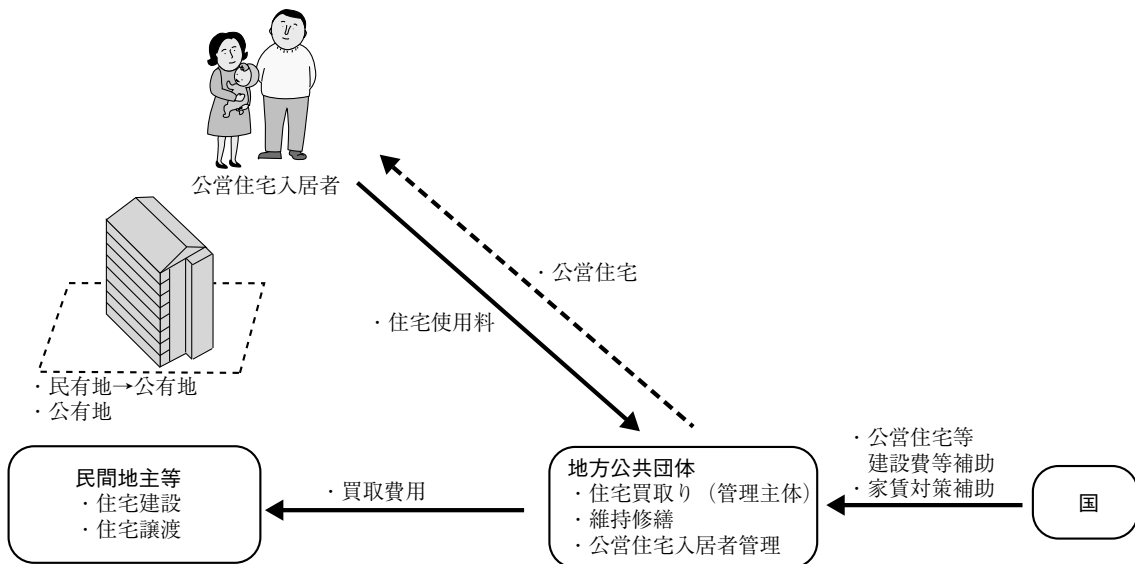 公営住宅入居者
・公営住宅
・住宅使用料
・民有地→公有地
・公有地
民間地主等
・住宅建設
・住宅譲渡
・買取費用
地方公共団体
・住宅買取り（管理主体）
・維持修繕
・公営住宅入居者管理
・公営住宅等
建設費等補助
・家賃対策補助
国